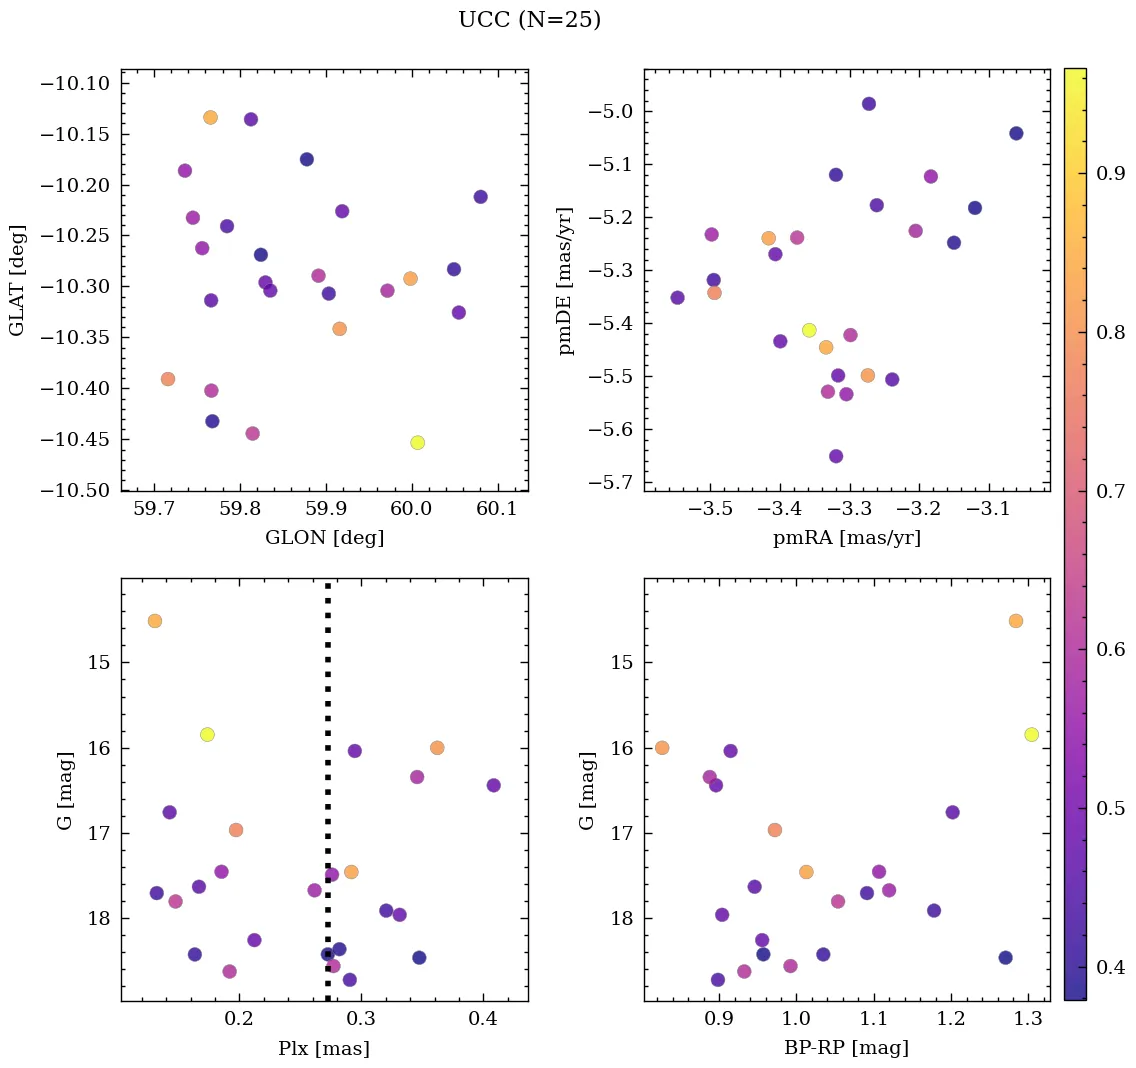 UCC (N=25)
−10.10
−10.15
−10.20
−10.25
−10.30
−10.35
−10.40
−10.45
−10.50
GLAT [deg]
59.7 59.8 59.9 60.0 60.1
GLON [deg]
−5.0
−5.1
−5.2
−5.3
−5.4
−5.5
−5.6
−5.7
pmDE [mas/yr]
−3.5 −3.4 −3.3 −3.2 −3.1
pmRA [mas/yr]
15
16
17
18
G [mag]
0.2 0.3 0.4
Plx [mas]
15
16
17
18
G [mag]
0.9 1.0 1.1 1.2 1.3
BP-RP [mag]
0.9
0.8
0.7
0.6
0.5
0.4